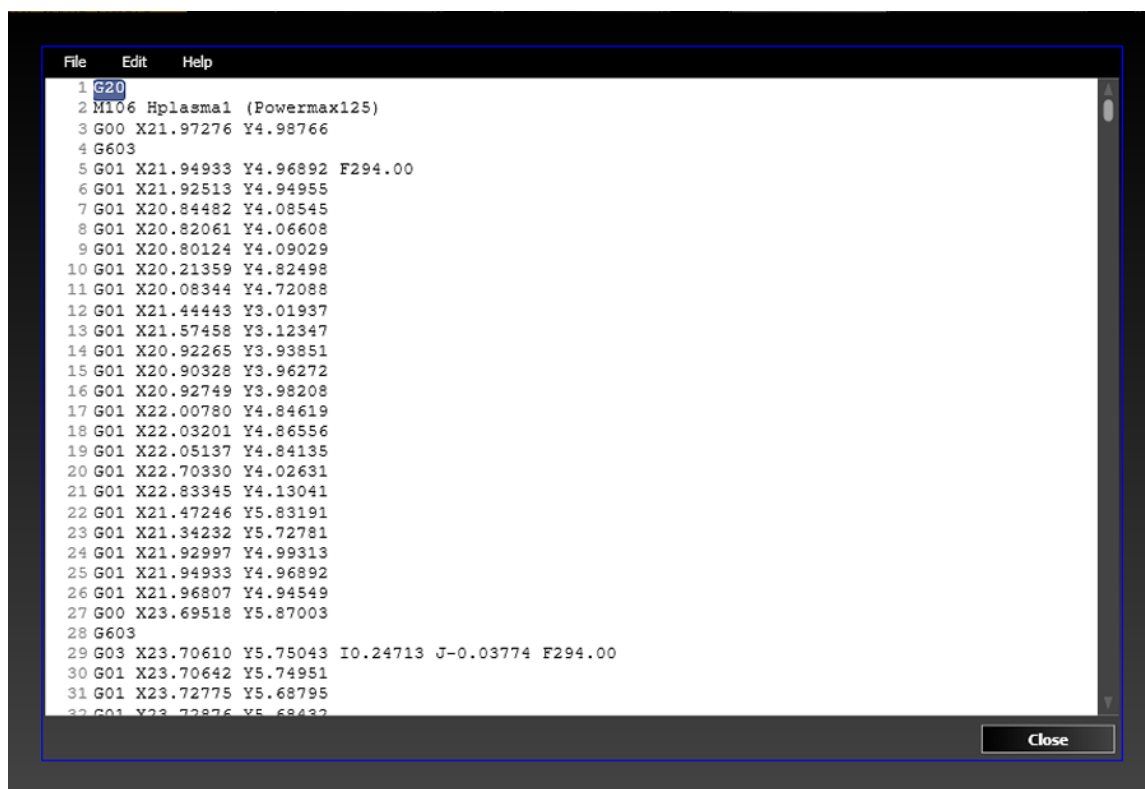 File Edit Help
1 G20
2 M106 Hplasma1 (Powermax125)
3 G00 X21.97276 Y4.98766
4 G603
5 G01 X21.94933 Y4.96892 F294.00
6 G01 X21.92513 Y4.94955
7 G01 X20.84482 Y4.08545
8 G01 X20.82061 Y4.06608
9 G01 X20.80124 Y4.09029
10 G01 X20.21359 Y4.82498
11 G01 X20.08344 Y4.72088
12 G01 X21.44443 Y3.01937
13 G01 X21.57458 Y3.12347
14 G01 X20.92265 Y3.93851
15 G01 X20.90328 Y3.96272
16 G01 X20.92749 Y3.98208
17 G01 X22.00780 Y4.84619
18 G01 X22.03201 Y4.86556
19 G01 X22.05137 Y4.84135
20 G01 X22.70330 Y4.02631
21 G01 X22.83345 Y4.13041
22 G01 X21.47246 Y5.83191
23 G01 X21.34232 Y5.72781
24 G01 X21.92997 Y4.99313
25 G01 X21.94933 Y4.96892
26 G01 X21.96807 Y4.94549
27 G00 X23.69518 Y5.87003
28 G603
29 G03 X23.70610 Y5.75043 I0.24713 J-0.03774 F294.00
30 G01 X23.70642 Y5.74951
31 G01 X23.72775 Y5.68795
32 G01 X23.72876 Y5.68432
Close